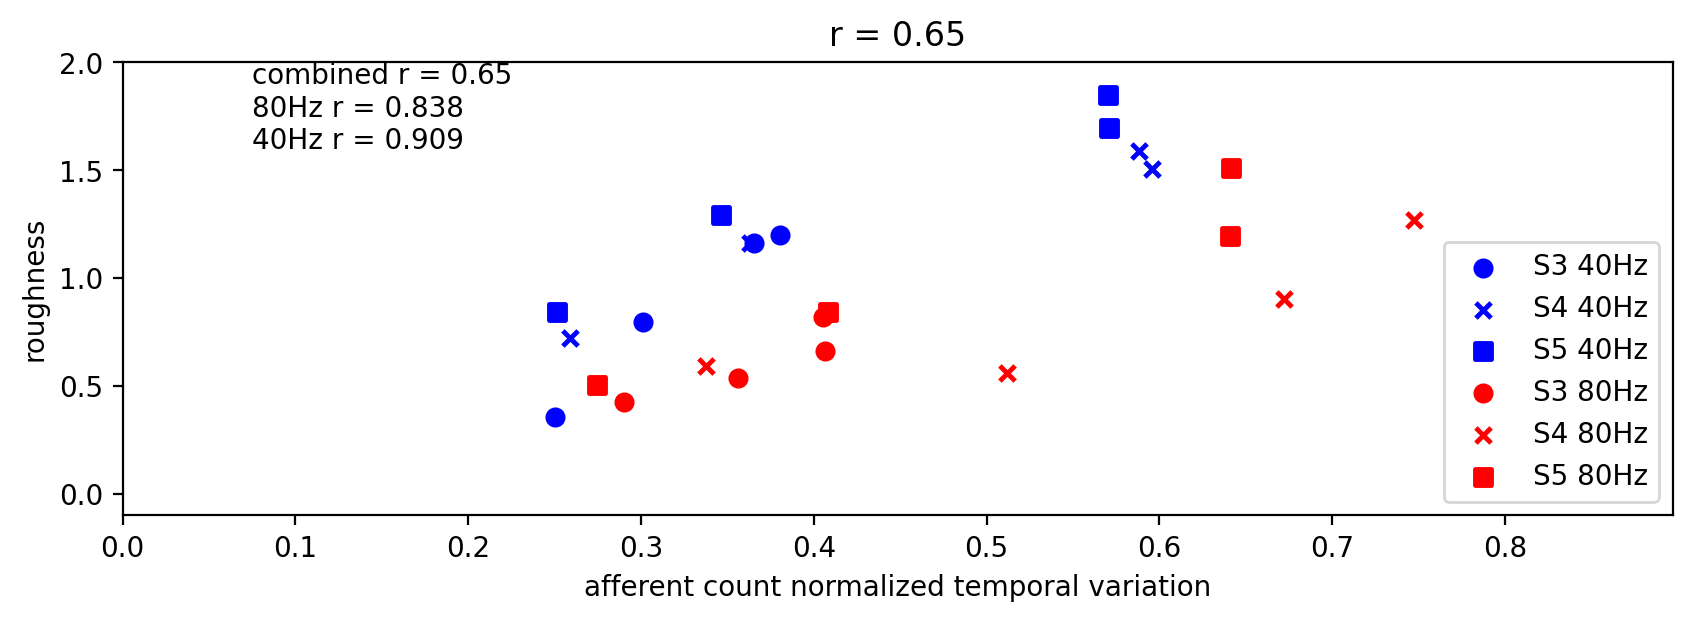 r = 0.65
combined r = 0.65
80Hz r = 0.838
40Hz r = 0.909
2.0
1.5
1.0
0.5
0.0
roughness
S3 40Hz
S4 40Hz
S5 40Hz
S3 80Hz
S4 80Hz
S5 80Hz
0.0 0.1 0.2 0.3 0.4 0.5 0.6 0.7 0.8
afferent count normalized temporal variation